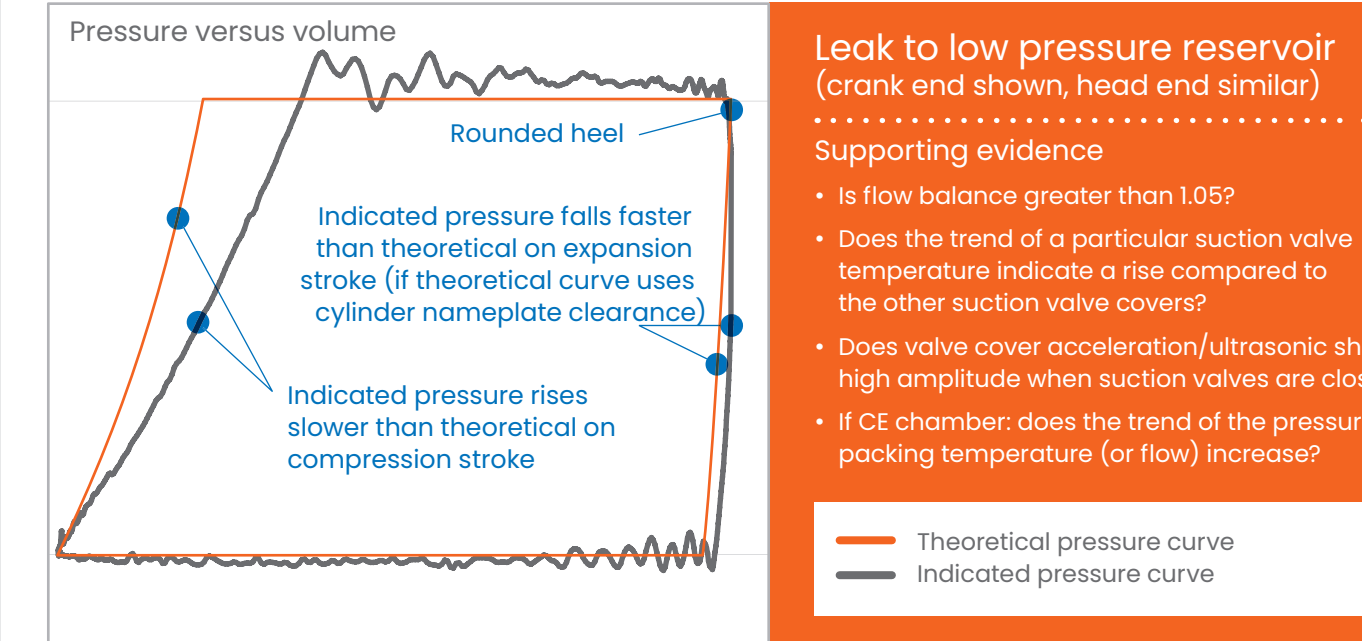 Pressure versus volume
Rounded heel
Indicated pressure falls faster
than theoretical on expansion
stroke (if theoretical curve uses
cylinder nameplate clearance)
Indicated pressure rises
slower than theoretical on
compression stroke
Leak to low pressure reservoir
(crank end shown, head end similar)
Supporting evidence
• Is flow balance greater than 1.05?
• Does the trend of a particular suction valve
temperature indicate a rise compared to
the other suction valve covers?
• Does valve cover acceleration/ultrasonic
high amplitude when suction valves are
• If CE chamber: does the trend of the
packing temperature (or flow) increase?
Theoretical pressure curve
Indicated pressure curve